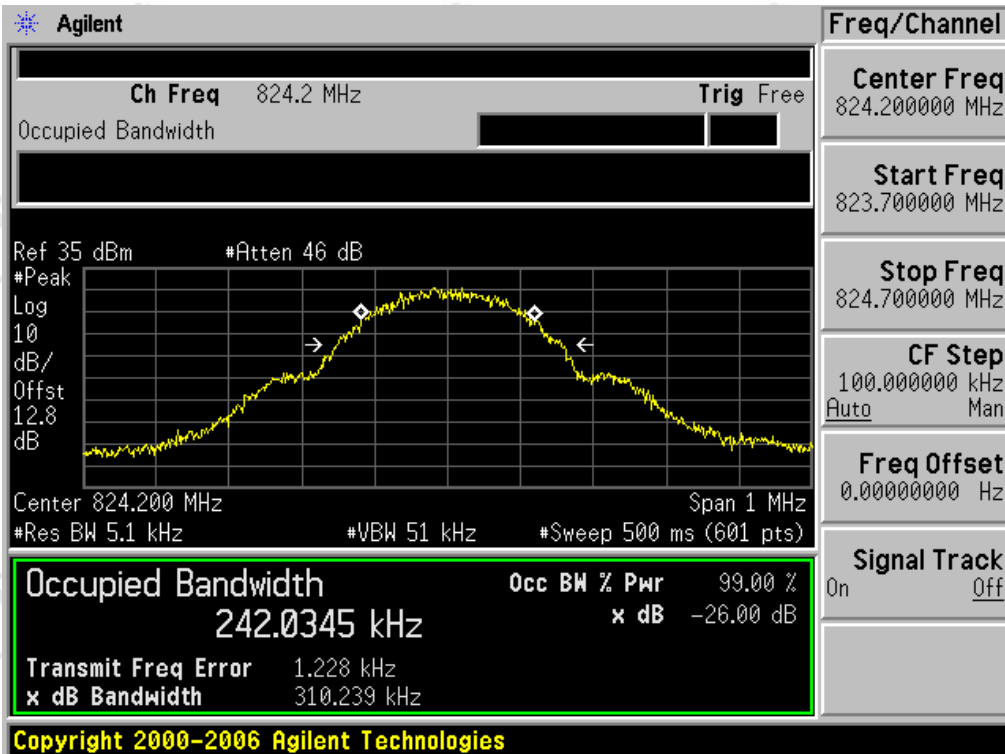 Agilent
Freq/Channel
Ch Freq 824.2 MHz
Trig Free
Occupied Bandwidth
Center Freq
824.200000 MHz
Start Freq
823.700000 MHz
Stop Freq
824.700000 MHz
CF Step
100.000000 kHz
Auto Man
Freq Offset
0.00000000 Hz
Signal Track
On Off
Ref 35 dBm #Atten 46 dB
#Peak
Log
10
dB/
Offst
12.8
dB
Center 824.200 MHz Span 1 MHz
#Res BW 5.1 kHz #VBW 51 kHz #Sweep 500 ms (601 pts)
Occupied Bandwidth
242.0345 kHz
Occ BW % Pwr 99.00 %
x dB -26.00 dB
Transmit Freq Error 1.228 kHz
x dB Bandwidth 310.239 kHz
Copyright 2000-2006 Agilent Technologies